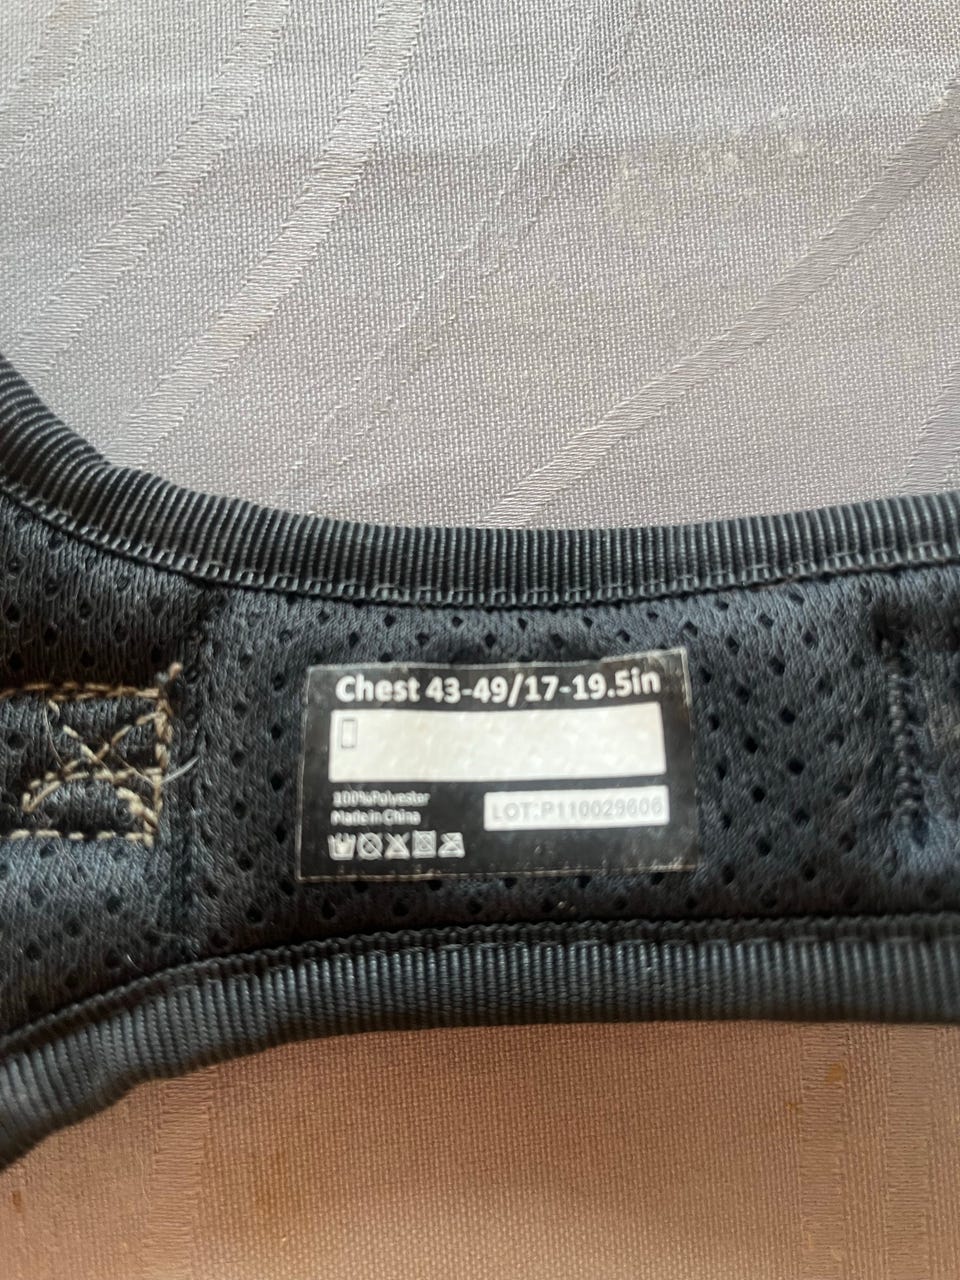 Chest 43-49/17-19.5in
100%Polyester
Made in China
LOT:P110029606